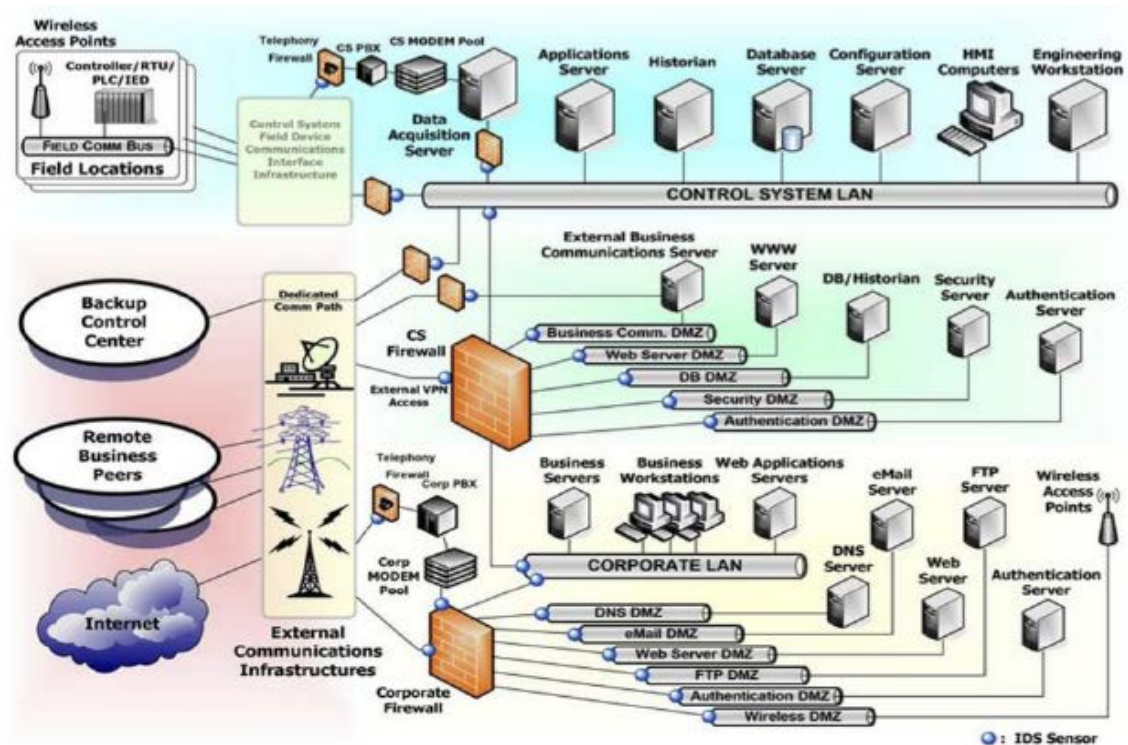 Wireless
Access Points
Controller/RTU/
PLC/IED
FIELD COMM BUS
Field Locations
Telephony
Firewall
CS PBX
CS MODEM Pool
Control System
Field Device
Communications
Interface
Infrastructure
Data
Acquisition
Server
Applications
Server
Historian
Database
Server
Configuration
Server
HMI
Computers
Engineering
Workstation
CONTROL SYSTEM LAN
Backup
Control
Center
Dedicated
Comm Path
CS
Firewall
External VPN
Access
External Business
Communications Server
WWW
Server
DB/Historian
Security
Server
Authentication
Server
Business Comm. DMZ
Web Server DMZ
DB DMZ
Security DMZ
Authentication DMZ
Remote
Business
Peers
Telephony
Firewall
Corp PBX
Corp
MODEM
Pool
Business
Servers
Business
Workstations
Web Applications
Servers
eMail
Server
FTP
Server
Wireless
Access
Points
CORPORATE LAN
DNS
Server
Web
Server
Authentication
Server
Internet
External
Communications
Infrastructures
Corporate
Firewall
DNS DMZ
eMail DMZ
Web Server DMZ
FTP DMZ
Authentication DMZ
Wireless DMZ
: IDS Sensor